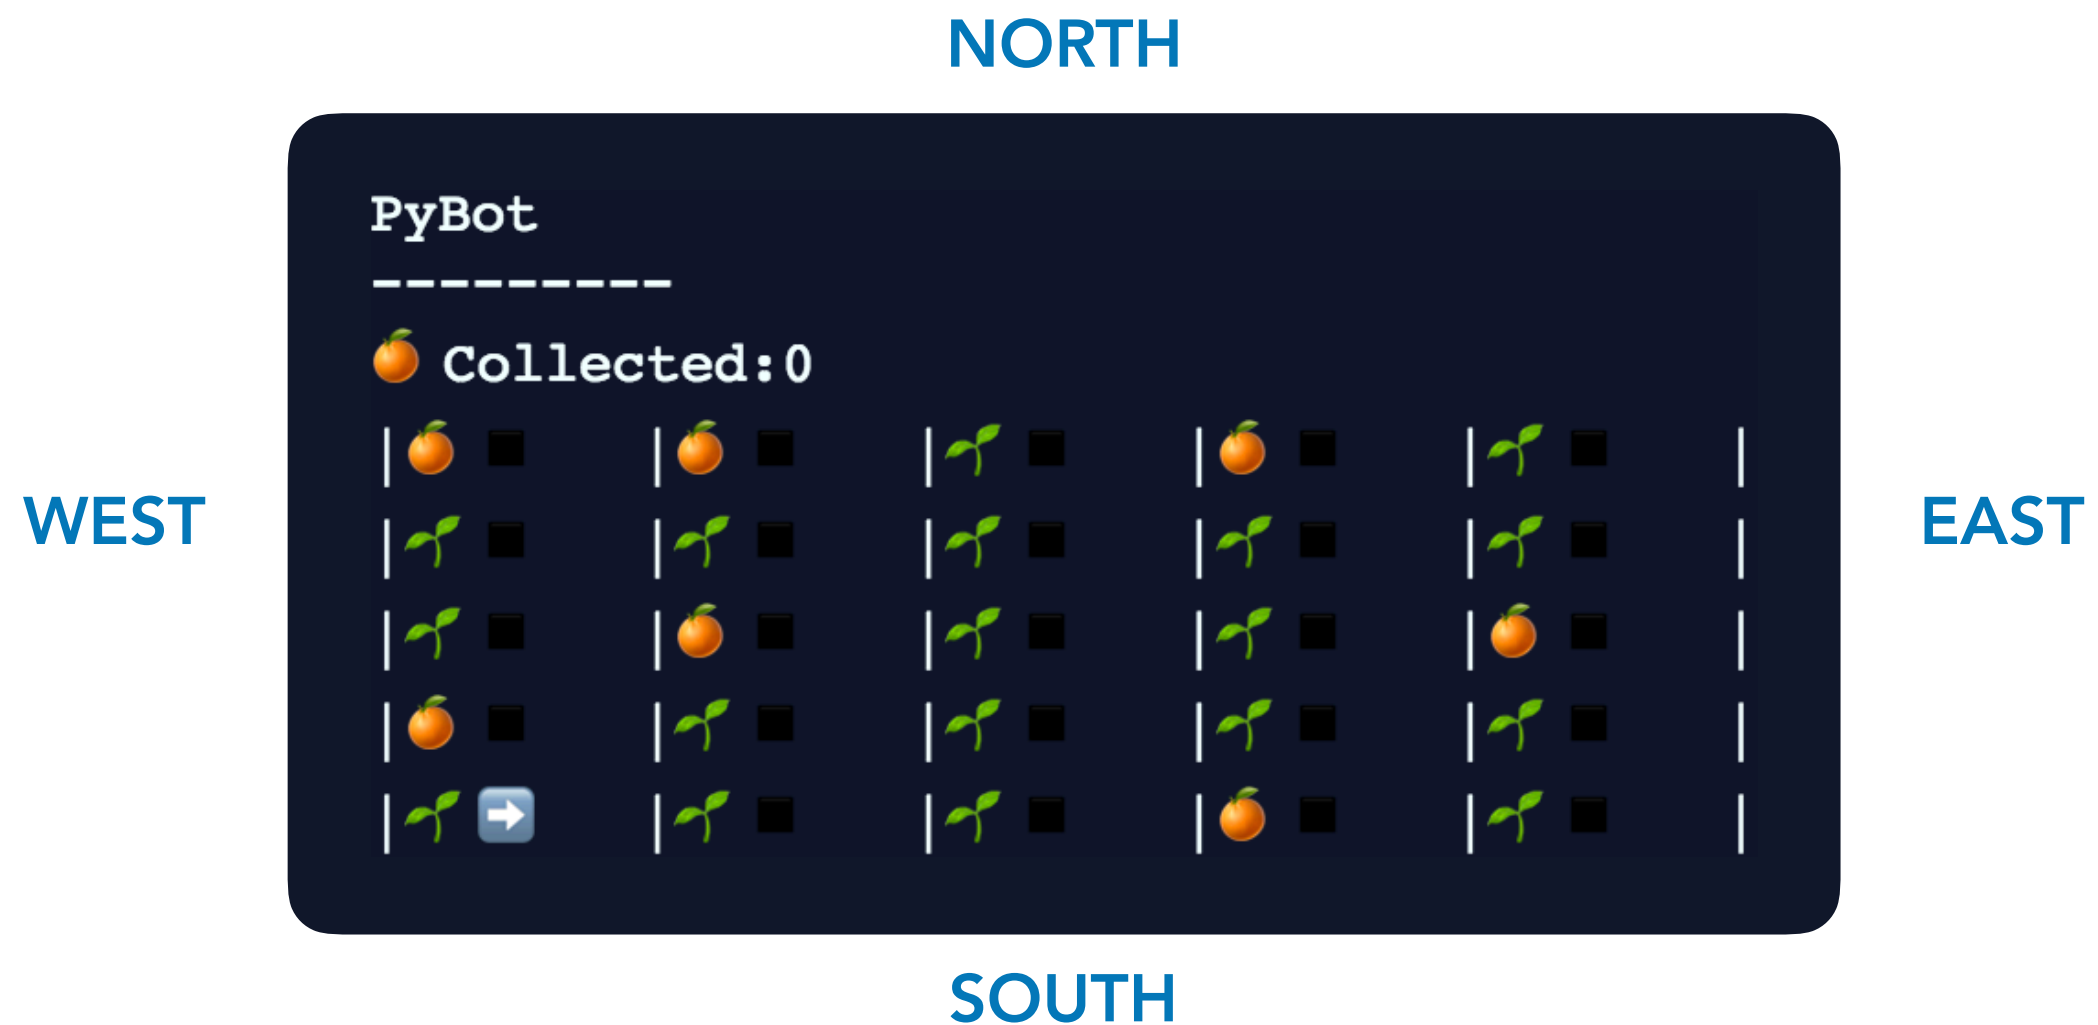 NORTH
PyBot
---------
Collected:0
WEST
EAST
SOUTH